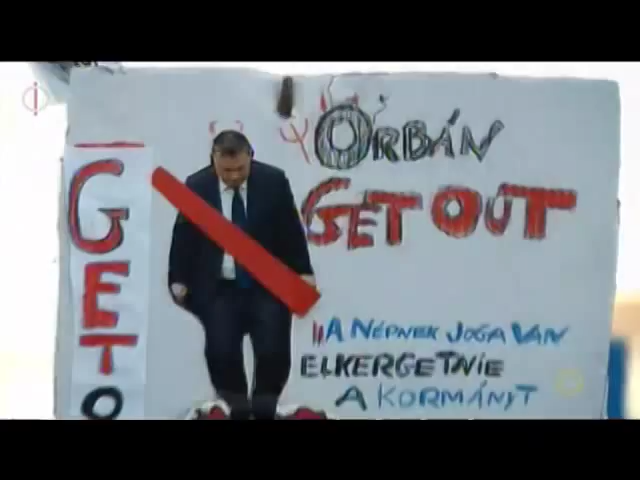 ORBÁN
GET OUT
GET O
"A NÉPNEK JOGA VAN
ELKERGETNIE
A KORMÁNYT